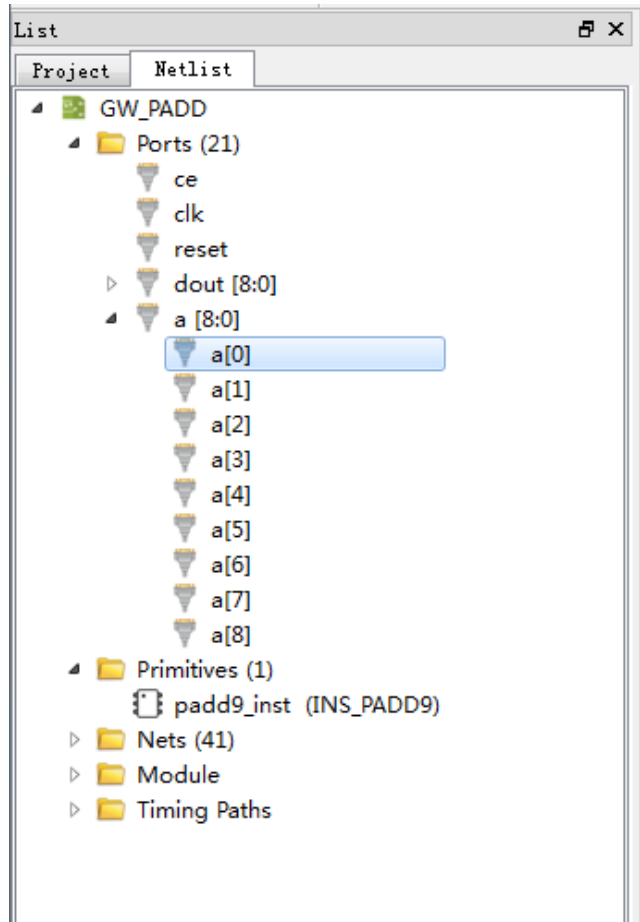 List
Project Netlist
GW_PADD
Ports (21)
ce
clk
reset
dout [8:0]
a [8:0]
a[0]
a[1]
a[2]
a[3]
a[4]
a[5]
a[6]
a[7]
a[8]
Primitives (1)
padd9_inst (INS_PADD9)
Nets (41)
Module
Timing Paths